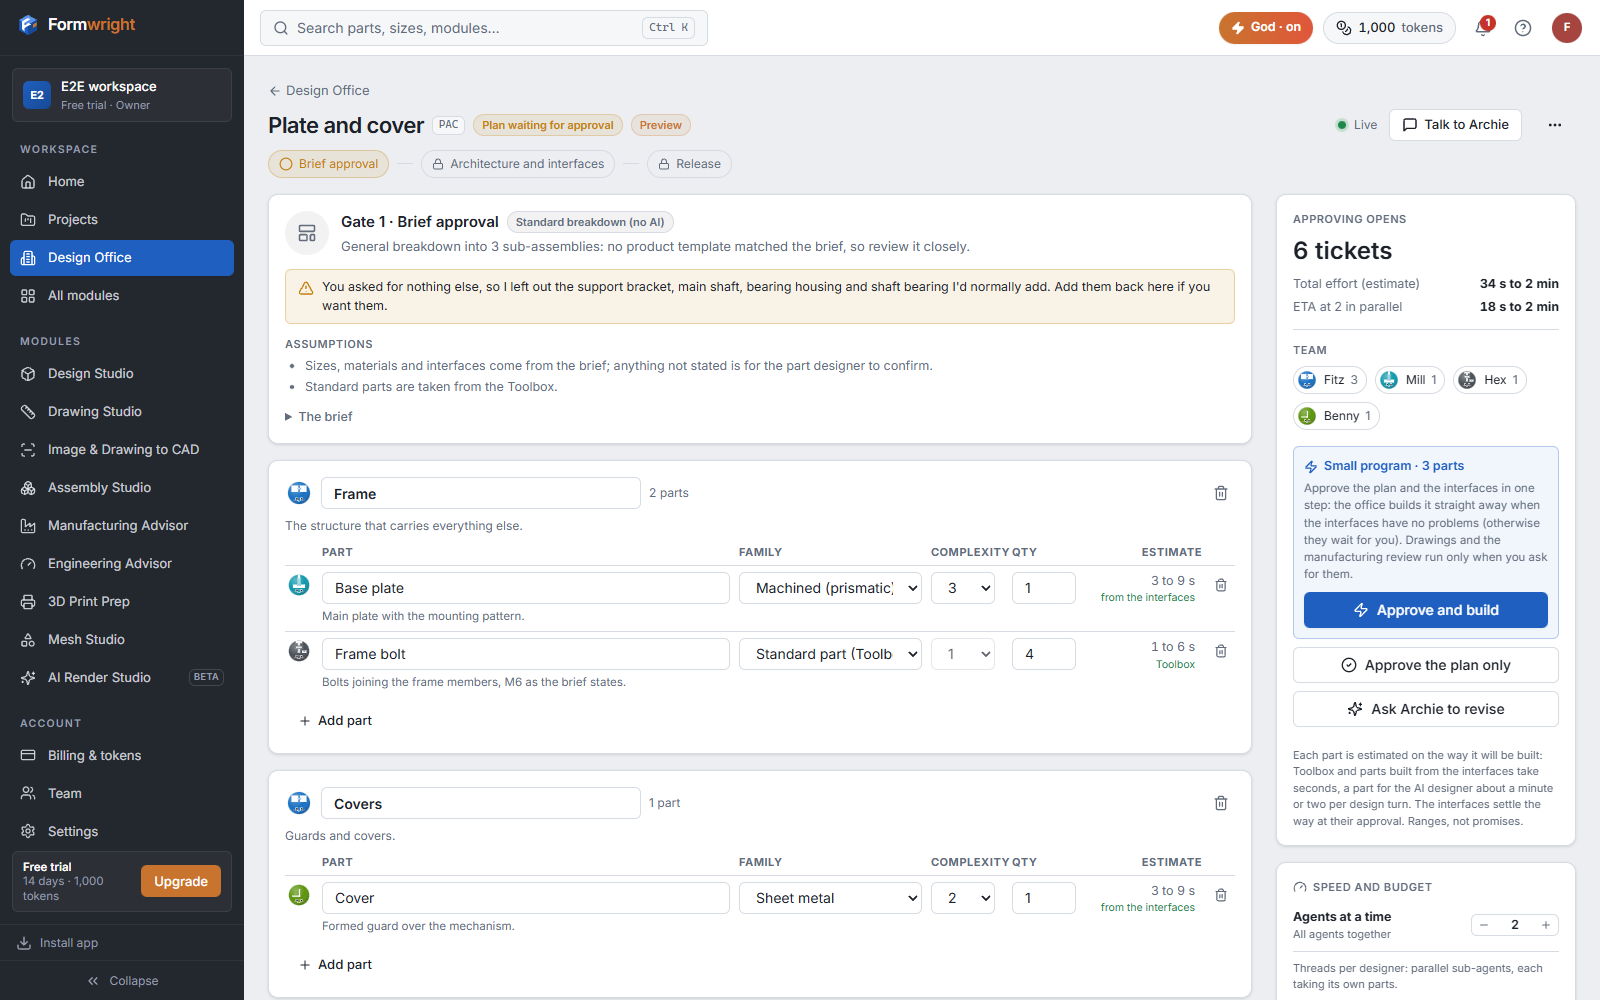 Formwright
Search parts, sizes, modules...
Ctrl K
God · on
1,000 tokens
1
F
E2
E2E workspace
Free trial · Owner
WORKSPACE
Home
Projects
Design Office
All modules
MODULES
Design Studio
Drawing Studio
Image & Drawing to CAD
Assembly Studio
Manufacturing Advisor
Engineering Advisor
3D Print Prep
Mesh Studio
AI Render Studio
BETA
ACCOUNT
Billing & tokens
Team
Settings
Free trial
14 days · 1,000
tokens
Upgrade
Install app
Collapse
Design Office
Plate and cover
PAC
Plan waiting for approval
Preview
Live
Talk to Archie
Brief approval
Architecture and interfaces
Release
Gate 1 · Brief approval
Standard breakdown (no AI)
General breakdown into 3 sub-assemblies: no product template matched the brief, so review it closely.
You asked for nothing else, so I left out the support bracket, main shaft, bearing housing and shaft bearing I'd normally add. Add them back here if you
want them.
ASSUMPTIONS
• Sizes, materials and interfaces come from the brief; anything not stated is for the part designer to confirm.
• Standard parts are taken from the Toolbox.
The brief
Frame
2 parts
The structure that carries everything else.
PART FAMILY COMPLEXITY QTY ESTIMATE
Base plate
Machined (prismatic)
3
1
3 to 9 s
from the interfaces
Main plate with the mounting pattern.
Frame bolt
Standard part (Toolb
1
4
1 to 6 s
Toolbox
Bolts joining the frame members, M6 as the brief states.
+ Add part
Covers
1 part
Guards and covers.
PART FAMILY COMPLEXITY QTY ESTIMATE
Cover
Sheet metal
2
1
3 to 9 s
from the interfaces
Formed guard over the mechanism.
+ Add part
APPROVING OPENS
6 tickets
Total effort (estimate) 34 s to 2 min
ETA at 2 in parallel 18 s to 2 min
TEAM
Fitz 3
Mill 1
Hex 1
Benny 1
Small program · 3 parts
Approve the plan and the interfaces in one
step: the office builds it straight away when
the interfaces have no problems (otherwise
they wait for you). Drawings and the
manufacturing review run only when you ask
for them.
Approve and build
Approve the plan only
Ask Archie to revise
Each part is estimated on the way it will be built:
Toolbox and parts built from the interfaces take
seconds, a part for the AI designer about a minute
or two per design turn. The interfaces settle the
way at their approval. Ranges, not promises.
SPEED AND BUDGET
Agents at a time
All agents together
− 2 +
Threads per designer: parallel sub-agents, each
taking its own parts.